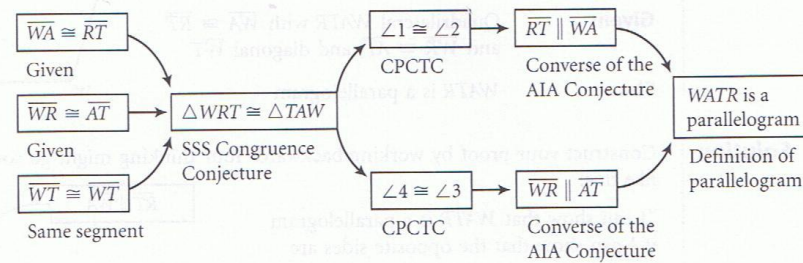 WA ≅ RT
Given
WR ≅ AT
Given
WT ≅ WT
Same segment
△WRT ≅ △TAW
SSS Congruence
Conjecture
∠1 ≅ ∠2
CPCTC
RT ∥ WA
Converse of the
AIA Conjecture
∠4 ≅ ∠3
CPCTC
WR ∥ AT
Converse of the
AIA Conjecture
WATR is a
parallelogram
Definition of
parallelogram